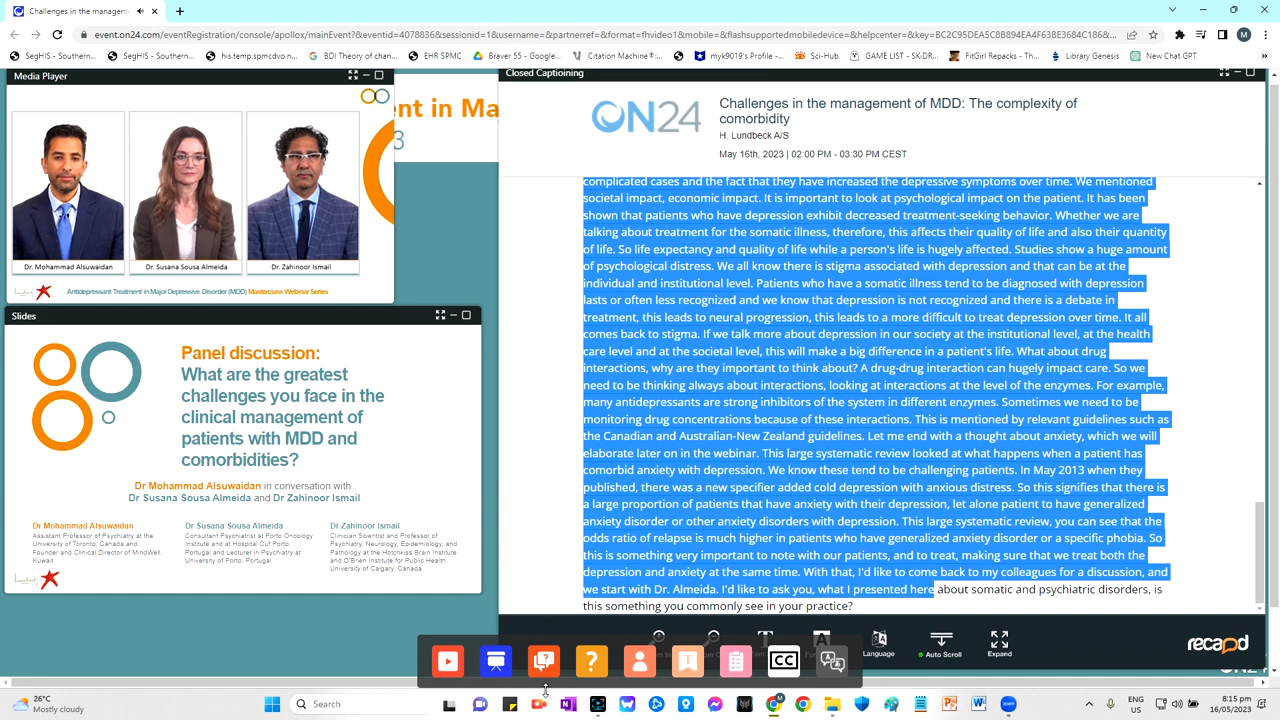 Challenges in the managem
event.on24.com/eventRegistration/console/apollox/mainEvent?&eventid=4078836&sessionid=1&username=&partnerref=&format=fhvideo1&mobile=&flashsupportedmobiledevice=&helpcenter=&key=BC2C95DEA5C8B894EA4F63BE3684C186&...
M
SegHIS - Southern...
SegHIS - Southern...
his.temp.spmcdvo.n...
BDI Theory of chan...
EHR SPMC
Braver 55 - Google...
Citation Machine®:...
myk9019's Profile -...
Sci-Hub
GAME LIST - SKiDR...
FitGirl Repacks - Th...
Library Genesis
New Chat GPT
Media Player
Dr. Mohammad Alsuwaidan
Dr. Susana Sousa Almeida
Dr. Zahinoor Ismail
Antidepressant Treatment in Major Depressive Disorder (MDD) Masterclass Webinar Series
ent in Ma
3
Slides
Panel discussion:
What are the greatest
challenges you face in the
clinical management of
patients with MDD and
comorbidities?
Dr Mohammad Alsuwaidan in conversation with
Dr Susana Sousa Almeida and Dr Zahinoor Ismail
Dr Mohammad Alsuwaidan
Assistant Professor of Psychiatry at the
University of Toronto, Canada and
Founder and Clinical Director of MindWell,
Kuwait
Dr Susana Sousa Almeida
Consultant Psychiatrist at Porto Oncology
Institute and at Hospital Cuf Porto,
Portugal and Lecturer in Psychiatry at
University of Porto, Portugal
Dr Zahinoor Ismail
Clinician Scientist and Professor of
Psychiatry, Neurology, Epidemiology, and
Pathology at the Hotchkiss Brain Institute
and O'Brien Institute for Public Health,
University of Calgary, Canada
Closed Captioining
ON24
Challenges in the management of MDD: The complexity of
comorbidity
H. Lundbeck A/S
May 16th, 2023 | 02:00 PM - 03:30 PM CEST
complicated cases and the fact that they have increased the depressive symptoms over time. We mentioned
societal impact, economic impact. It is important to look at psychological impact on the patient. It has been
shown that patients who have depression exhibit decreased treatment-seeking behavior. Whether we are
talking about treatment for the somatic illness, therefore, this affects their quality of life and also their quantity
of life. So life expectancy and quality of life while a person's life is hugely affected. Studies show a huge amount
of psychological distress. We all know there is stigma associated with depression and that can be at the
individual and institutional level. Patients who have a somatic illness tend to be diagnosed with depression
lasts or often less recognized and we know that depression is not recognized and there is a debate in
treatment, this leads to neural progression, this leads to a more difficult to treat depression over time. It all
comes back to stigma. If we talk more about depression in our society at the institutional level, at the health
care level and at the societal level, this will make a big difference in a patient's life. What about drug
interactions, why are they important to think about? A drug-drug interaction can hugely impact care. So we
need to be thinking always about interactions, looking at interactions at the level of the enzymes. For example,
many antidepressants are strong inhibitors of the system in different enzymes. Sometimes we need to be
monitoring drug concentrations because of these interactions. This is mentioned by relevant guidelines such as
the Canadian and Australian-New Zealand guidelines. Let me end with a thought about anxiety, which we will
elaborate later on in the webinar. This large systematic review looked at what happens when a patient has
comorbid anxiety with depression. We know these tend to be challenging patients. In May 2013 when they
published, there was a new specifier added cold depression with anxious distress. So this signifies that there is
a large proportion of patients that have anxiety with their depression, let alone patient to have generalized
anxiety disorder or other anxiety disorders with depression. This large systematic review, you can see that the
odds ratio of relapse is much higher in patients who have generalized anxiety disorder or a specific phobia. So
this is something very important to note with our patients, and to treat, making sure that we treat both the
depression and anxiety at the same time. With that, I'd like to come back to my colleagues for a discussion, and
we start with Dr. Almeida. I'd like to ask you, what I presented here about somatic and psychiatric disorders, is
this something you commonly see in your practice?
Language
Auto Scroll
Expand
recapd
CC
26°C
Mostly cloudy
Search
ENG
US
8:15 PM
16/05/2023